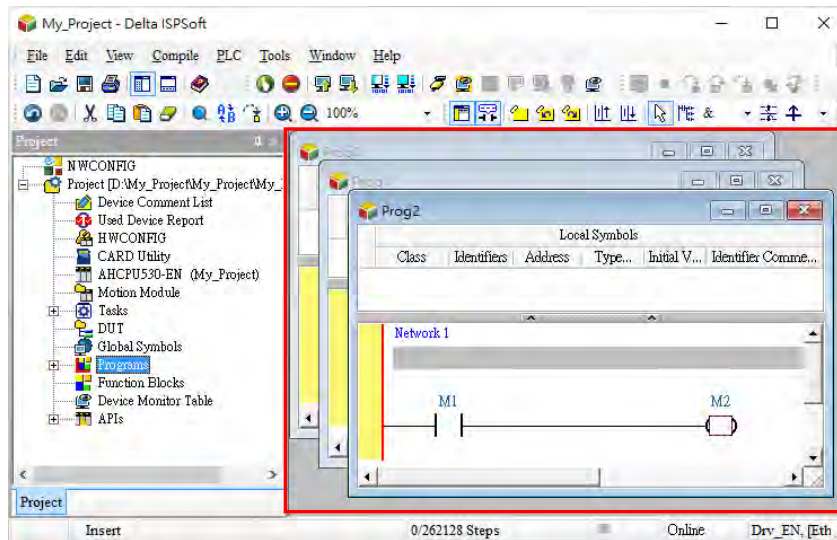 My_Project - Delta ISPSoft
File Edit View Compile PLC Tools Window Help
100%
Project
NWCONFIG
Project [D:\My_Project\My_Project\My_
Device Comment List
Used Device Report
HWCONFIG
CARD Utility
AHCPU530-EN (My_Project)
Motion Module
Tasks
DUT
Global Symbols
Programs
Function Blocks
Device Monitor Table
APIs
Project
Prog2
Local Symbols
Class Identifiers Address Type... Initial V... Identifier Comme...
Network 1
M1 M2
Insert 0/262128 Steps Online Drv_EN, [Eth